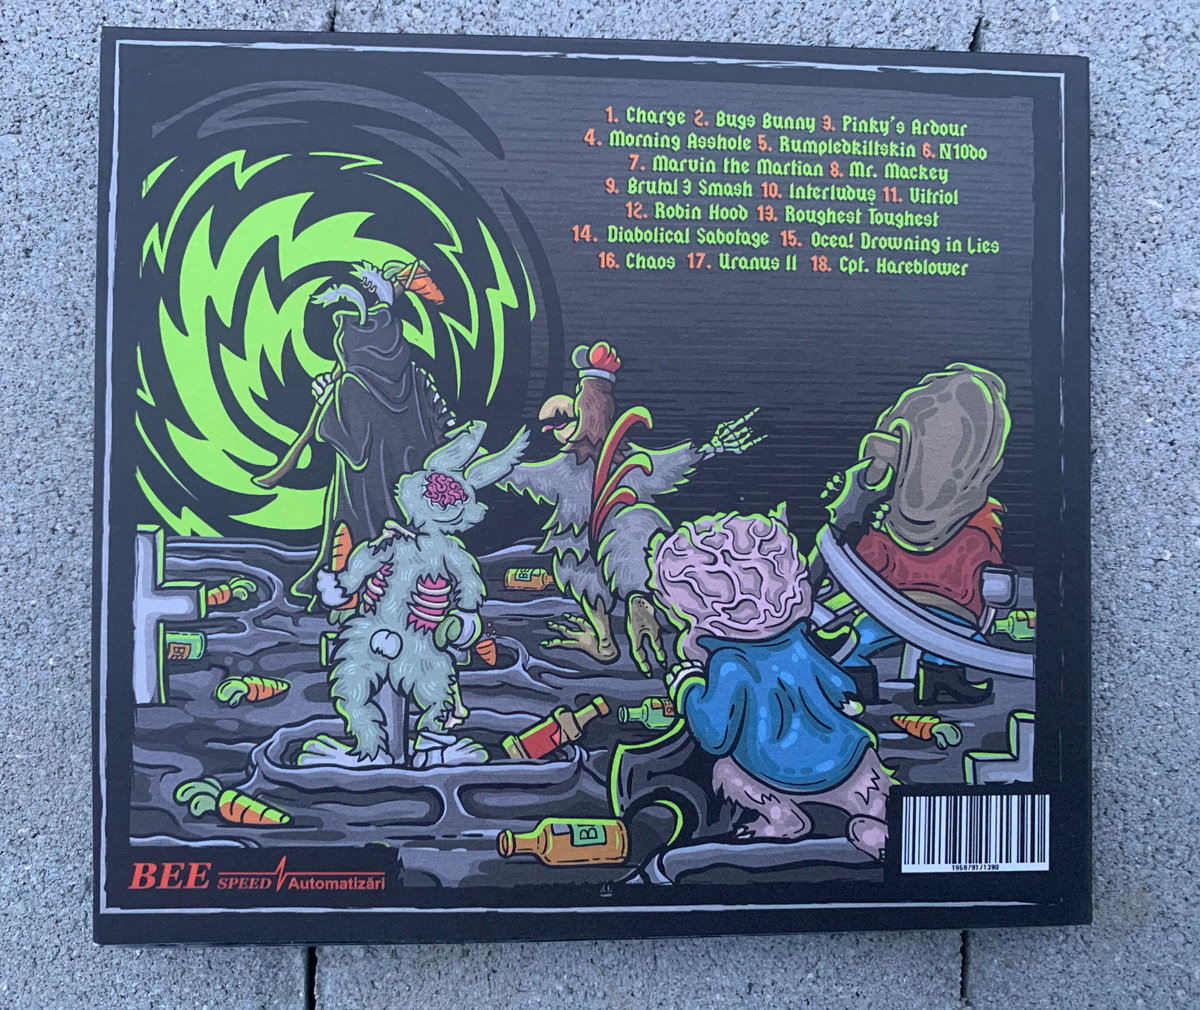 1. Charge 2. Bugs Bunny 3. Pinky's Ardour
4. Morning Asshole 5. Rumpledkiltskin 6. N10do
7. Marvin the Martian 8. Mr. Mackey
9. Brutal 3 Smash 10. Interludus 11. Vitriol
12. Robin Hood 13. Roughest Toughest
14. Diabolical Sabotage 15. Ocea! Drowning in Lies
16. Chaos 17. Uranus II 18. Cpt. Hareblower
BEE SPEED Automatizări
195879171390